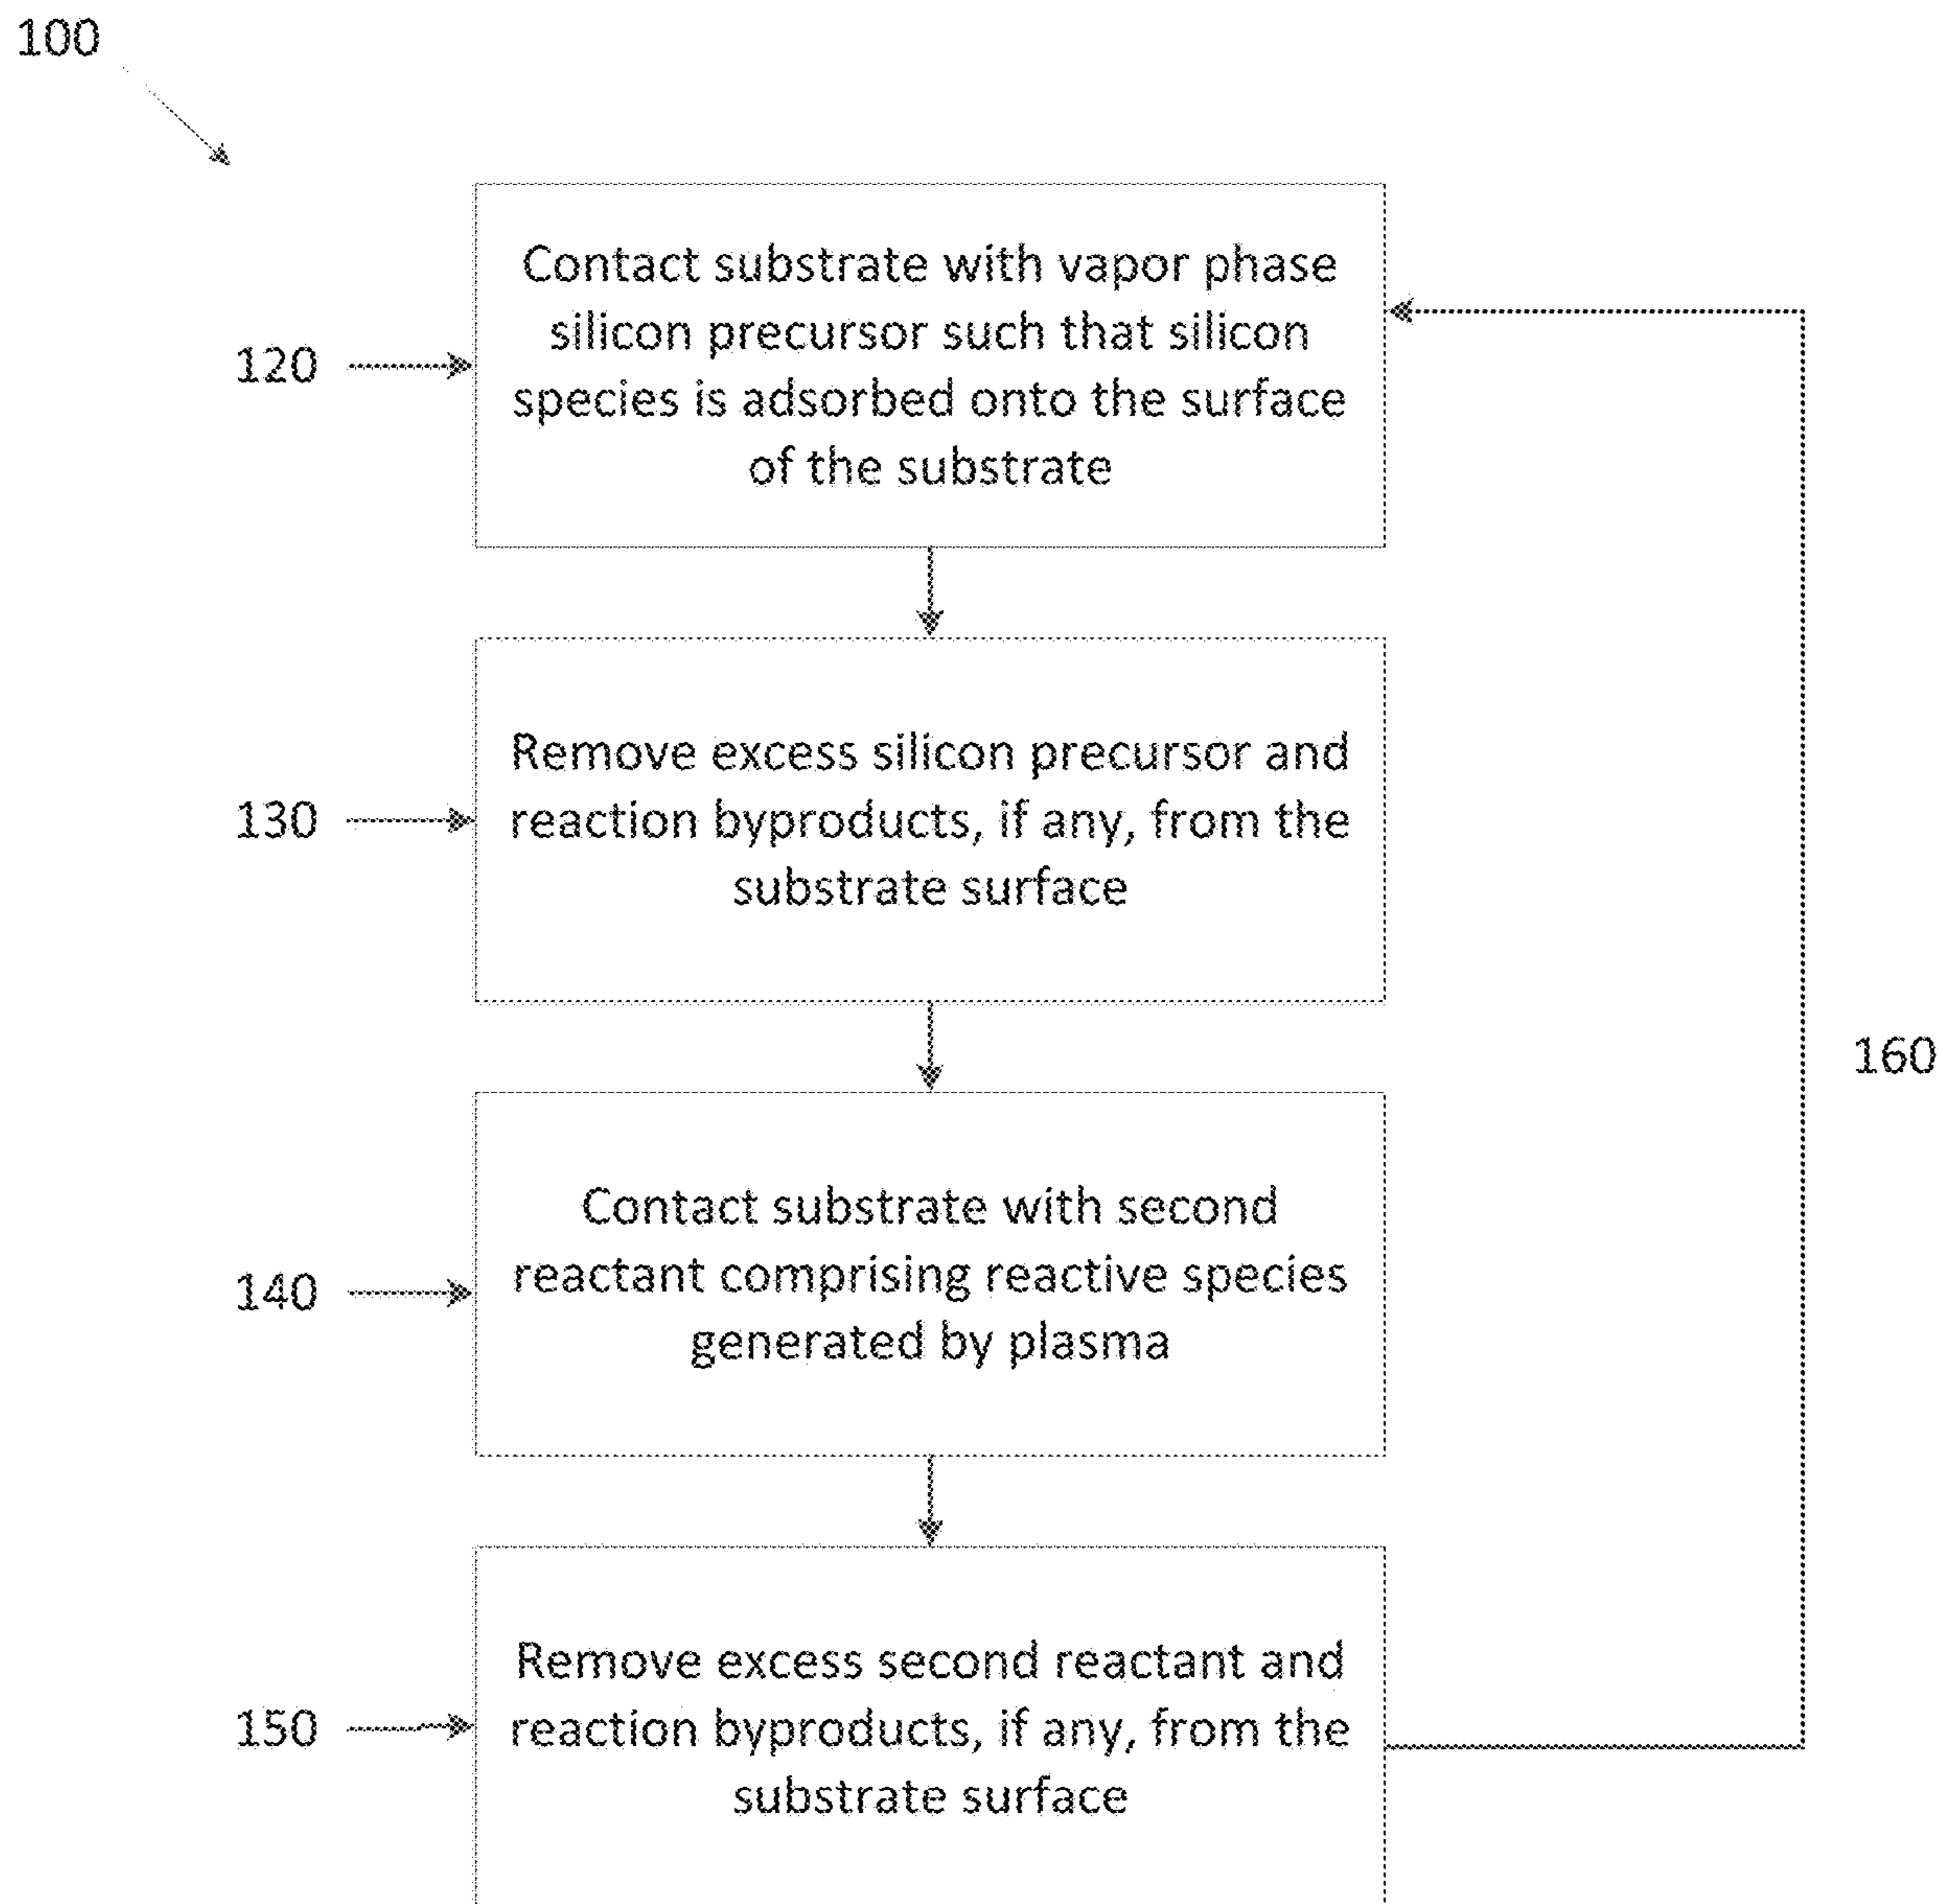 100
Contact substrate with vapor phase
silicon precursor such that silicon
species is adsorbed onto the surface
of the substrate
120
Remove excess silicon precursor and
reaction byproducts, if any, from the
substrate surface
130
160
Contact substrate with second
reactant comprising reactive species
generated by plasma
140
Remove excess second reactant and
reaction byproducts, if any, from the
substrate surface
150